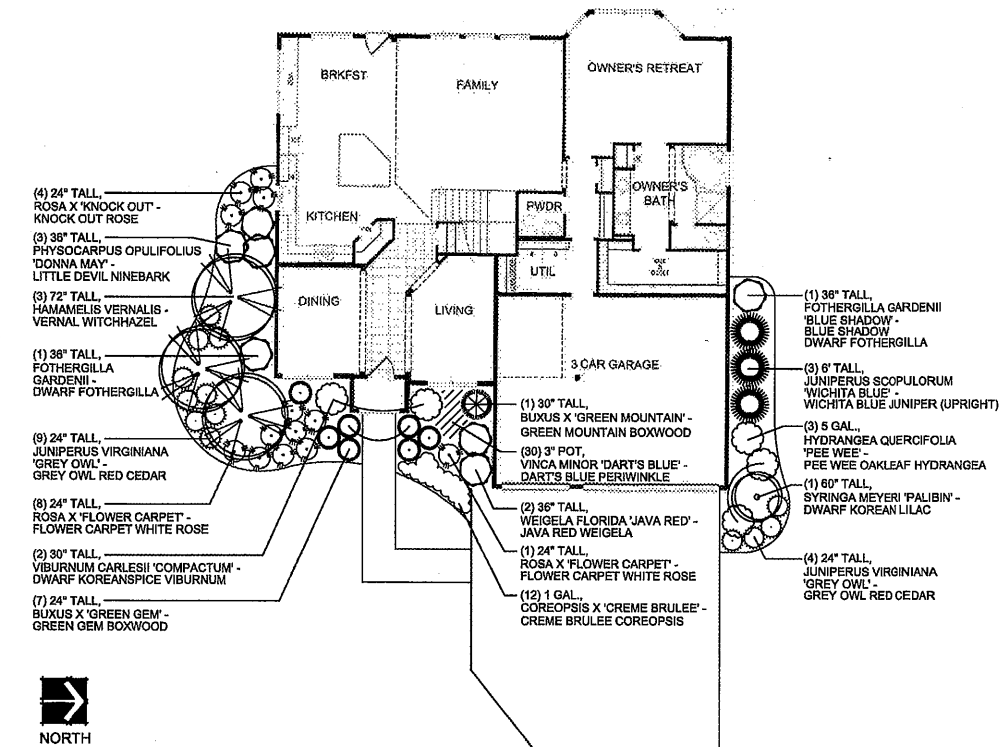 BRKFST
FAMILY
OWNER'S RETREAT
KITCHEN
PWDR
OWNER'S
BATH
UTIL
DINING
LIVING
3 CAR GARAGE
(4) 24" TALL,
ROSA X 'KNOCK OUT' -
KNOCK OUT ROSE
(3) 36" TALL,
PHYSOCARPUS OPULIFOLIUS
'DONNA MAY' -
LITTLE DEVIL NINEBARK
(3) 72" TALL,
HAMAMELIS VERNALIS -
VERNAL WITCHHAZEL
(1) 36" TALL,
FOTHERGILLA
GARDENII -
DWARF FOTHERGILLA
(9) 24" TALL,
JUNIPERUS VIRGINIANA
'GREY OWL' -
GREY OWL RED CEDAR
(8) 24" TALL,
ROSA X 'FLOWER CARPET' -
FLOWER CARPET WHITE ROSE
(2) 30" TALL,
VIBURNUM CARLESII 'COMPACTUM' -
DWARF KOREANSPICE VIBURNUM
(7) 24" TALL,
BUXUS X 'GREEN GEM' -
GREEN GEM BOXWOOD
(1) 30" TALL,
BUXUS X 'GREEN MOUNTAIN' -
GREEN MOUNTAIN BOXWOOD
(30) 3" POT,
VINCA MINOR 'DART'S BLUE' -
DART'S BLUE PERIWINKLE
(2) 36" TALL,
WEIGELA FLORIDA 'JAVA RED' -
JAVA RED WEIGELA
(1) 24" TALL,
ROSA X 'FLOWER CARPET' -
FLOWER CARPET WHITE ROSE
(12) 1 GAL.,
COREOPSIS X 'CREME BRULEE' -
CREME BRULEE COREOPSIS
(1) 36" TALL,
FOTHERGILLA GARDENII
'BLUE SHADOW' -
BLUE SHADOW
DWARF FOTHERGILLA
(3) 6' TALL,
JUNIPERUS SCOPULORUM
'WICHITA BLUE' -
WICHITA BLUE JUNIPER (UPRIGHT)
(3) 5 GAL.,
HYDRANGEA QUERCIFOLIA
'PEE WEE' -
PEE WEE OAKLEAF HYDRANGEA
(1) 60" TALL,
SYRINGA MEYERI 'PALIBIN' -
DWARF KOREAN LILAC
(4) 24" TALL,
JUNIPERUS VIRGINIANA
'GREY OWL' -
GREY OWL RED CEDAR
NORTH